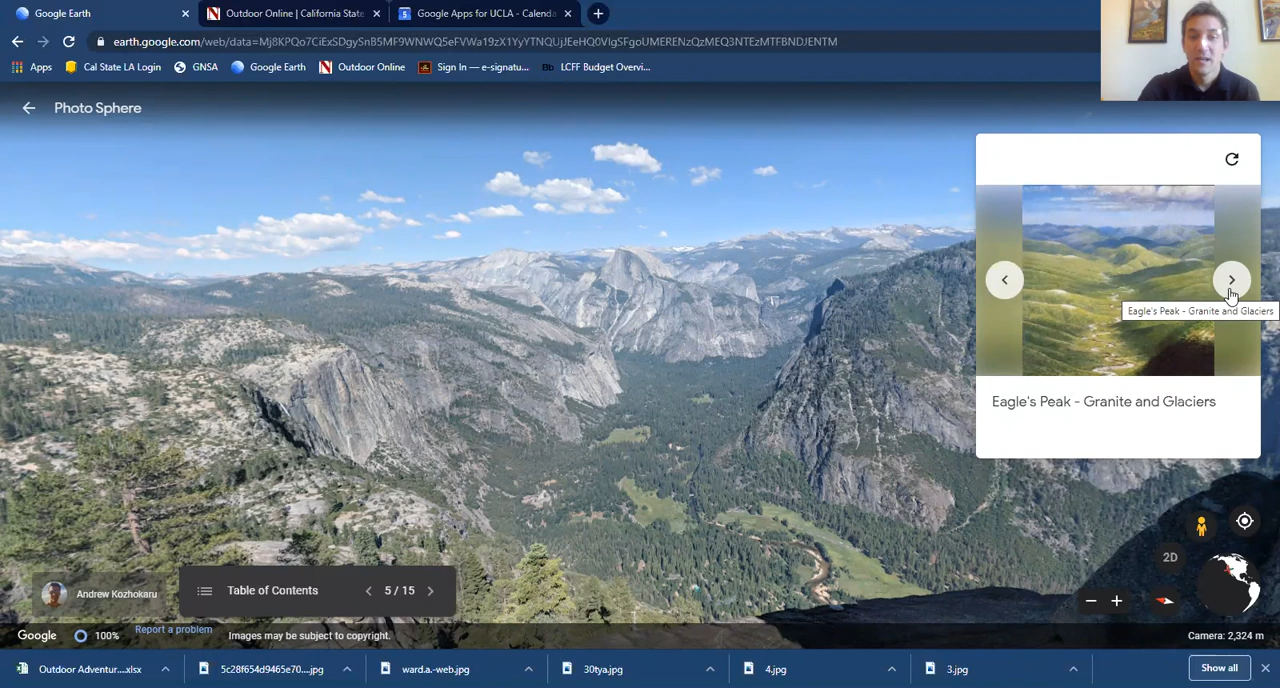 Google Earth
Outdoor Online | California State
Google Apps for UCLA - Calenda
earth.google.com/web/data=Mj8KPQo7CiExSDgySnB5MF9WNWQ5eFVWa19zX1YyYTNQUjJEeHQ0VlgSFgoUMERENzQzMEQ3NTEzMTFBNDJENTM
Apps
Cal State LA Login
GNSA
Google Earth
Outdoor Online
Sign In — e-signatu...
Bb LCFF Budget Overvi...
Photo Sphere
Eagle's Peak - Granite and Glaciers
Eagle's Peak - Granite and Glaciers
2D
Andrew Kozhokaru
Table of Contents
5 / 15
Google
100%
Report a problem
Images may be subject to copyright.
Camera: 2,324 m
Outdoor Adventur....xlsx
5c28f654d9465e70....jpg
ward.a.-web.jpg
30tya.jpg
4.jpg
3.jpg
Show all